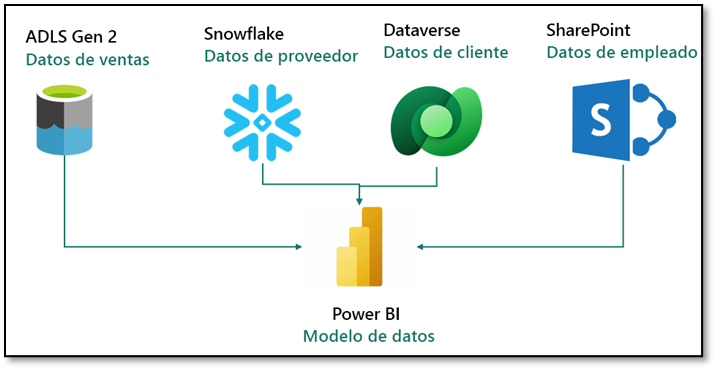 ADLS Gen 2
Datos de ventas
Snowflake
Datos de proveedor
Dataverse
Datos de cliente
SharePoint
Datos de empleado
S
Power BI
Modelo de datos